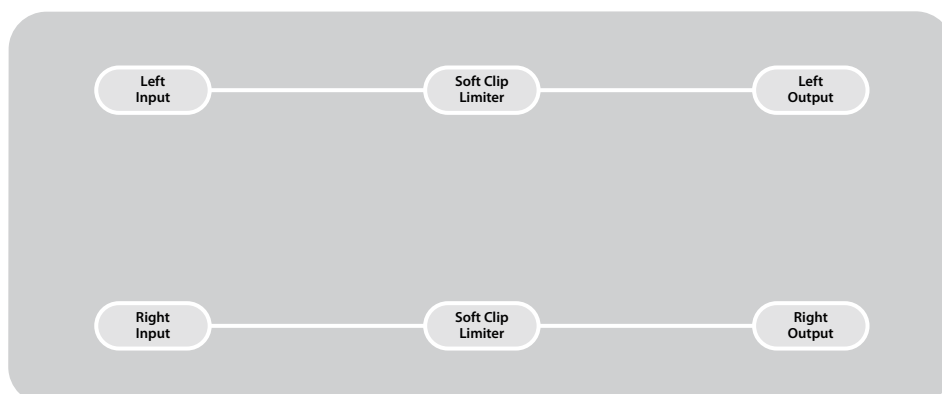 Left
Input
Soft Clip
Limiter
Left
Output
Right
Input
Soft Clip
Limiter
Right
Output